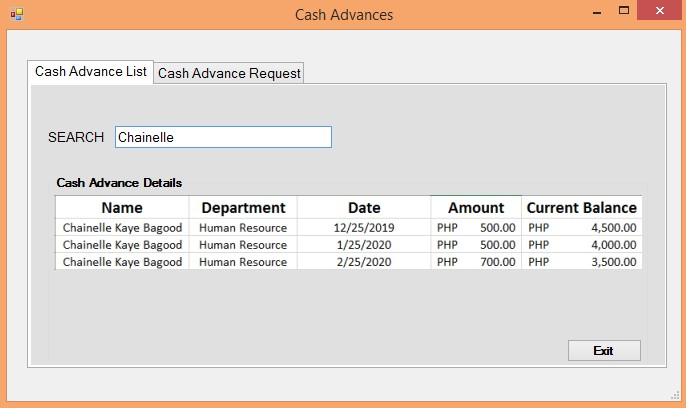 Cash Advances
Cash Advance List Cash Advance Request
SEARCH Chainelle
Cash Advance Details
Name Department Date Amount Current Balance
Chainelle Kaye Bagood Human Resource 12/25/2019 PHP 500.00 PHP 4,500.00
Chainelle Kaye Bagood Human Resource 1/25/2020 PHP 500.00 PHP 4,000.00
Chainelle Kaye Bagood Human Resource 2/25/2020 PHP 700.00 PHP 3,500.00
Exit